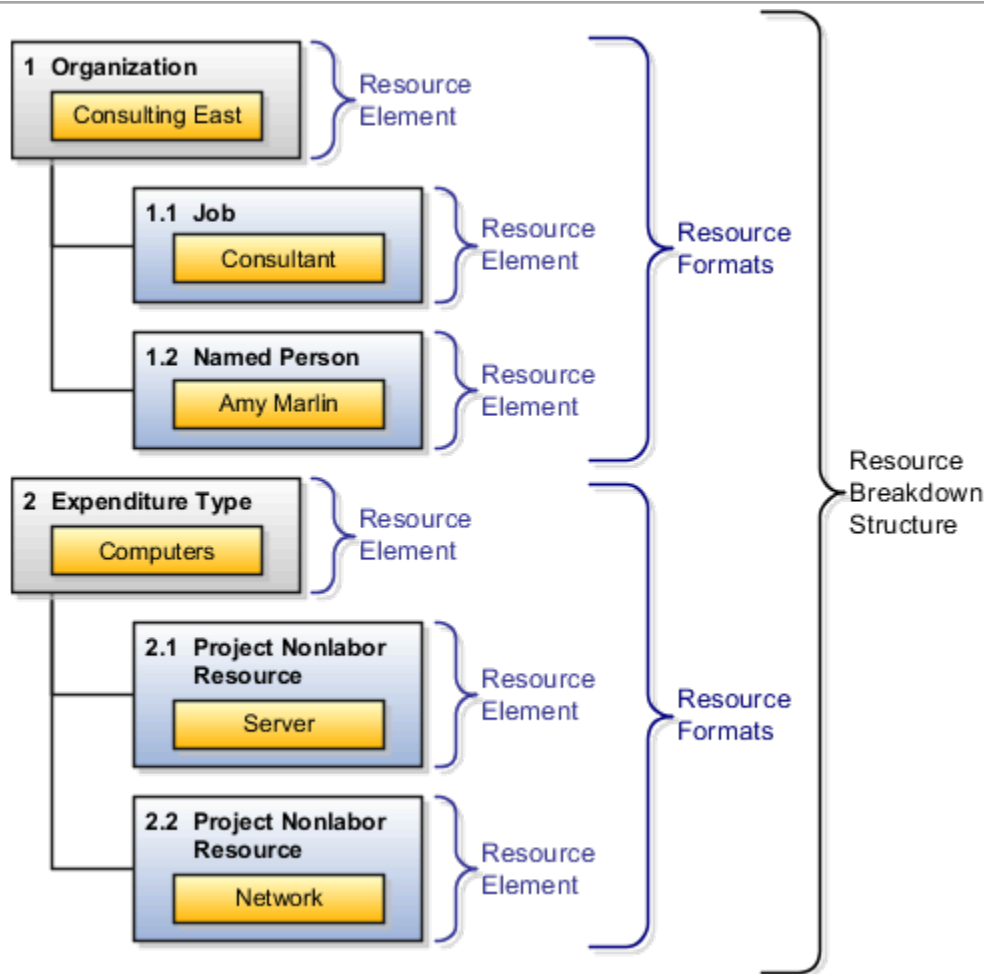 1 Organization
Consulting East
Resource
Element
1.1 Job
Consultant
Resource
Element
1.2 Named Person
Amy Marlin
Resource
Element
Resource
Formats
2 Expenditure Type
Computers
Resource
Element
2.1 Project Nonlabor
Resource
Server
Resource
Element
2.2 Project Nonlabor
Resource
Network
Resource
Element
Resource
Formats
Resource
Breakdown
Structure